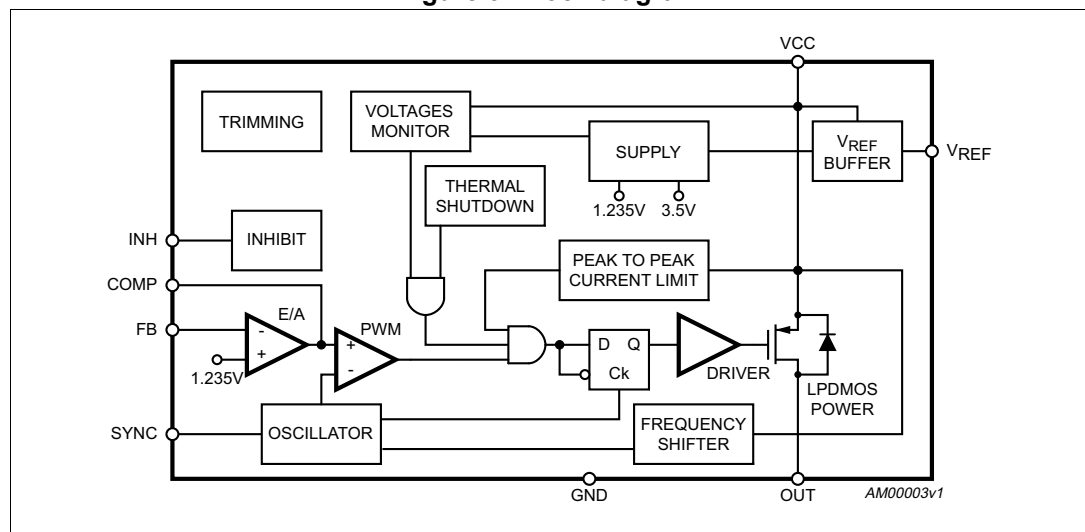 VCC
TRIMMING
VOLTAGES
MONITOR
SUPPLY
VREF
BUFFER
VREF
THERMAL
SHUTDOWN
1.235V
3.5V
INH
INHIBIT
COMP
PEAK TO PEAK
CURRENT LIMIT
E/A
FB
-
+
1.235V
PWM
+
-
D Q
Ck
DRIVER
LPDMOS
POWER
SYNC
OSCILLATOR
FREQUENCY
SHIFTER
GND
OUT
AM00003v1